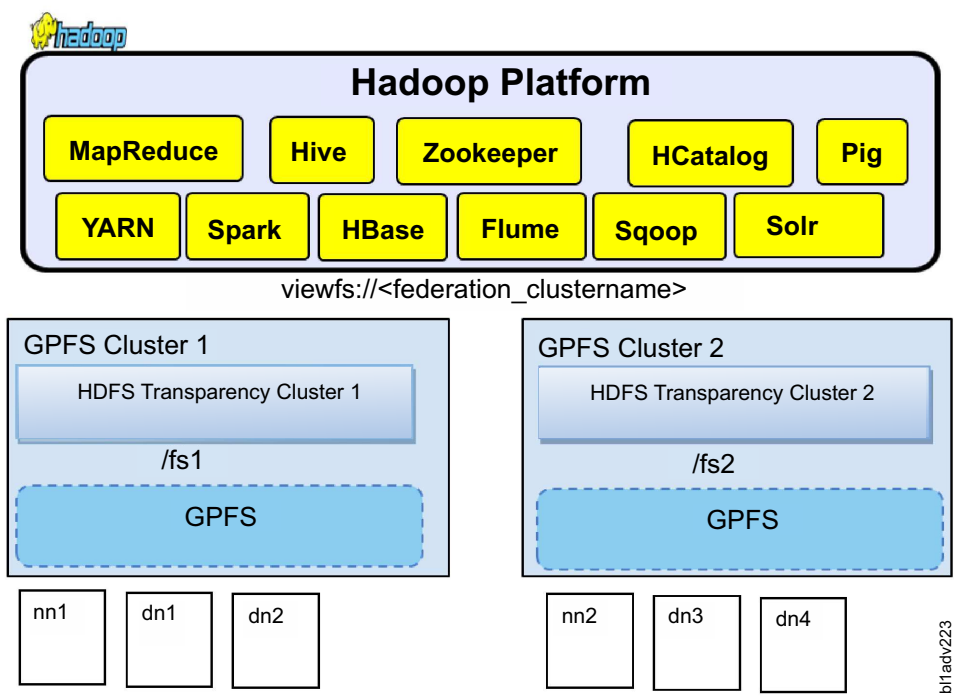 hadoop
Hadoop Platform
MapReduce Hive Zookeeper HCatalog Pig
YARN Spark HBase Flume Sqoop Solr
viewfs://<federation_clustername>
GPFS Cluster 1
HDFS Transparency Cluster 1
/fs1
GPFS
GPFS Cluster 2
HDFS Transparency Cluster 2
/fs2
GPFS
nn1 dn1 dn2
nn2 dn3 dn4
bl1adv223